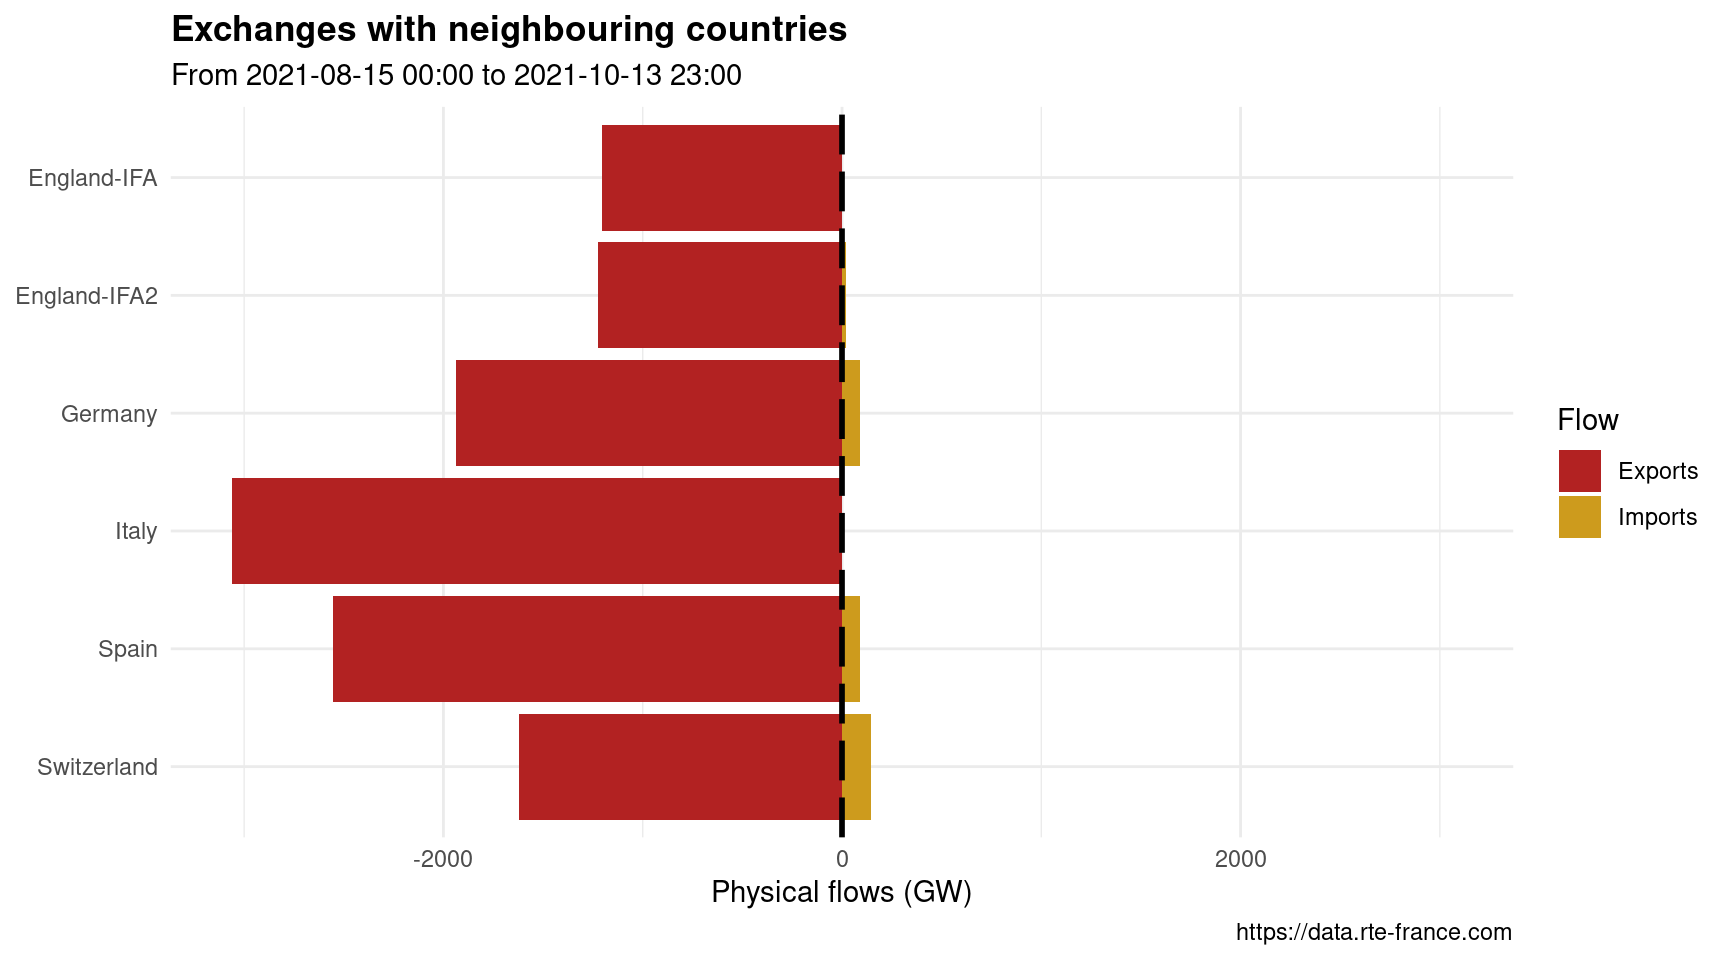 Exchanges with neighbouring countries
From 2021-08-15 00:00 to 2021-10-13 23:00
England-IFA
England-IFA2
Germany
Italy
Spain
Switzerland
-2000
0
2000
Physical flows (GW)
Flow
Exports
Imports
https://data.rte-france.com